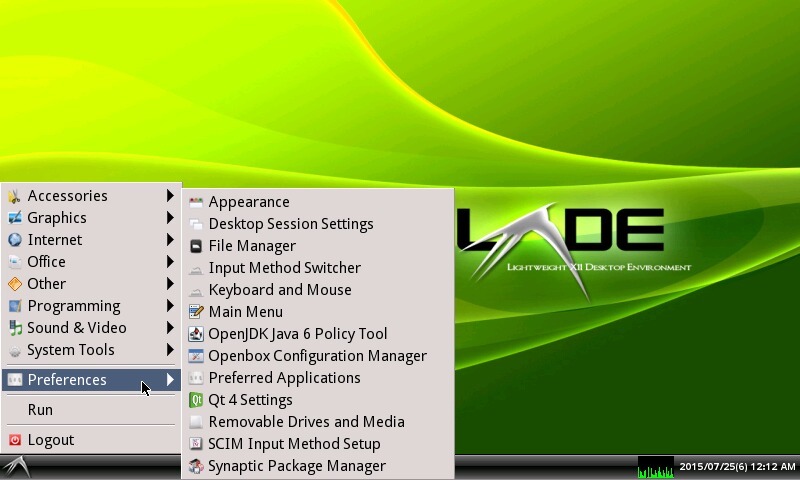 Accessories
Graphics
Internet
Office
Other
Programming
Sound & Video
System Tools
Preferences
Run
Logout
Appearance
Desktop Session Settings
File Manager
Input Method Switcher
Keyboard and Mouse
Main Menu
OpenJDK Java 6 Policy Tool
Openbox Configuration Manager
Preferred Applications
Qt 4 Settings
Removable Drives and Media
SCIM Input Method Setup
Synaptic Package Manager
LADE
Lightweight X11 Desktop Environment
2015/07/25(6) 12:12 AM